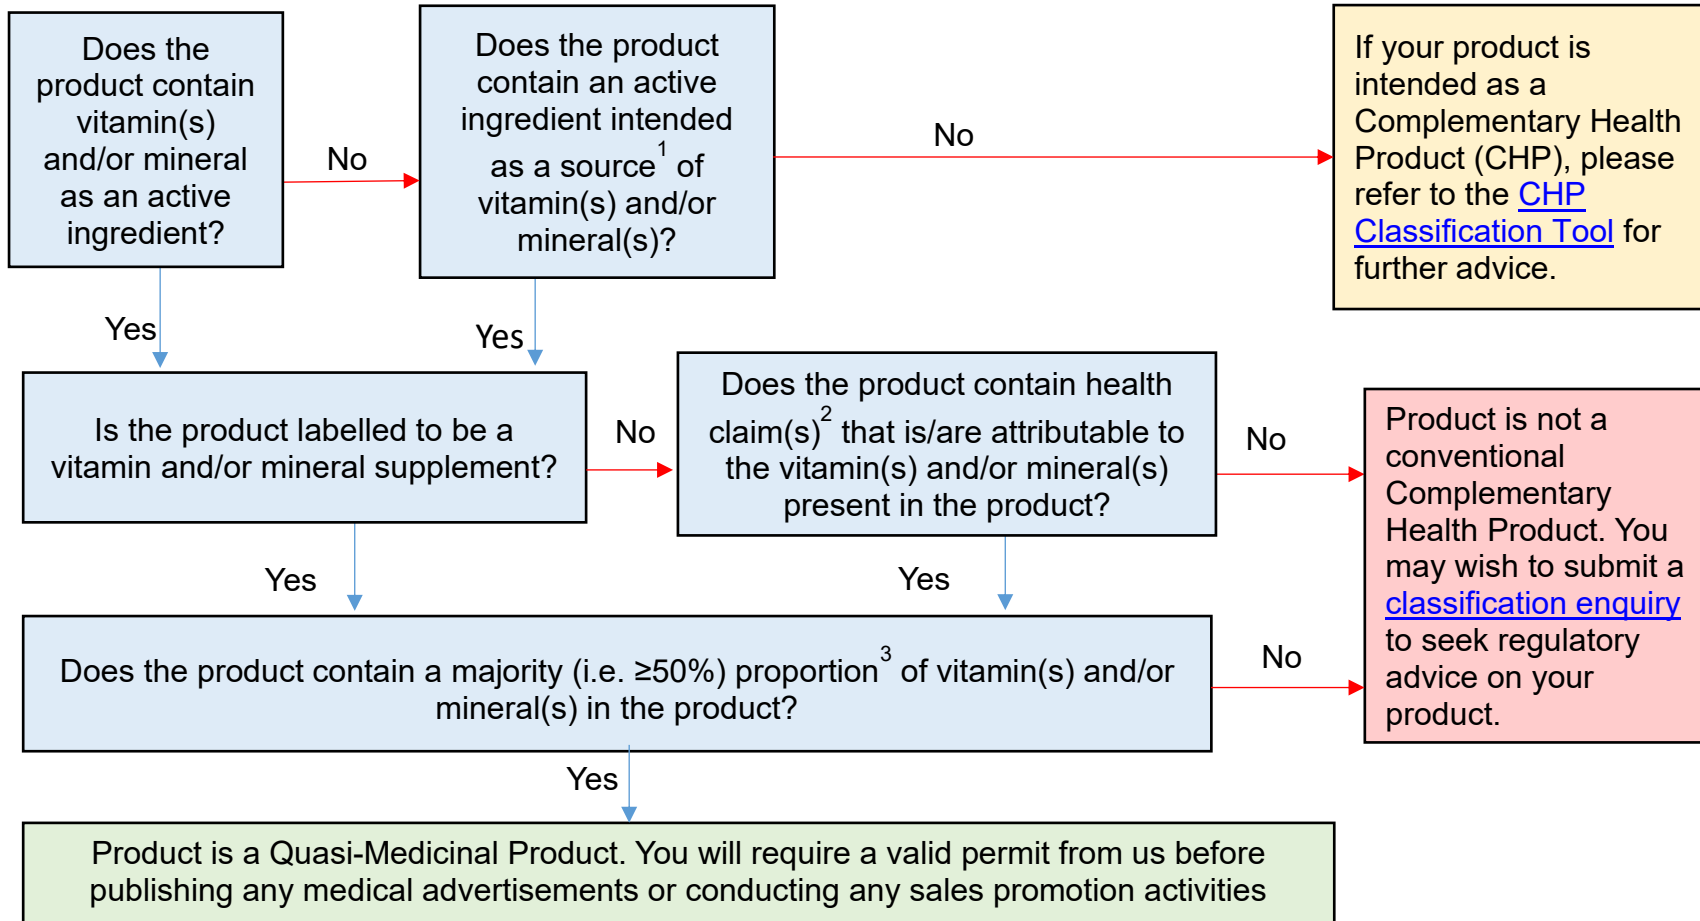 Does the
product contain
vitamin(s)
and/or mineral
as an active
ingredient?
No
Does the product
contain an active
ingredient intended
as a source1 of
vitamin(s) and/or
mineral(s)?
No
If your product is
intended as a
Complementary Health
Product (CHP), please
refer to the CHP
Classification Tool for
further advice.
Yes
Yes
Is the product labelled to be a
vitamin and/or mineral supplement?
No
Does the product contain health
claim(s)2 that is/are attributable to
the vitamin(s) and/or mineral(s)
present in the product?
No
Product is not a
conventional
Complementary
Health Product. You
may wish to submit a
classification enquiry
to seek regulatory
advice on your
product.
Yes
Yes
Does the product contain a majority (i.e. ≥50%) proportion3 of vitamin(s) and/or
mineral(s) in the product?
No
Yes
Product is a Quasi-Medicinal Product. You will require a valid permit from us before
publishing any medical advertisements or conducting any sales promotion activities